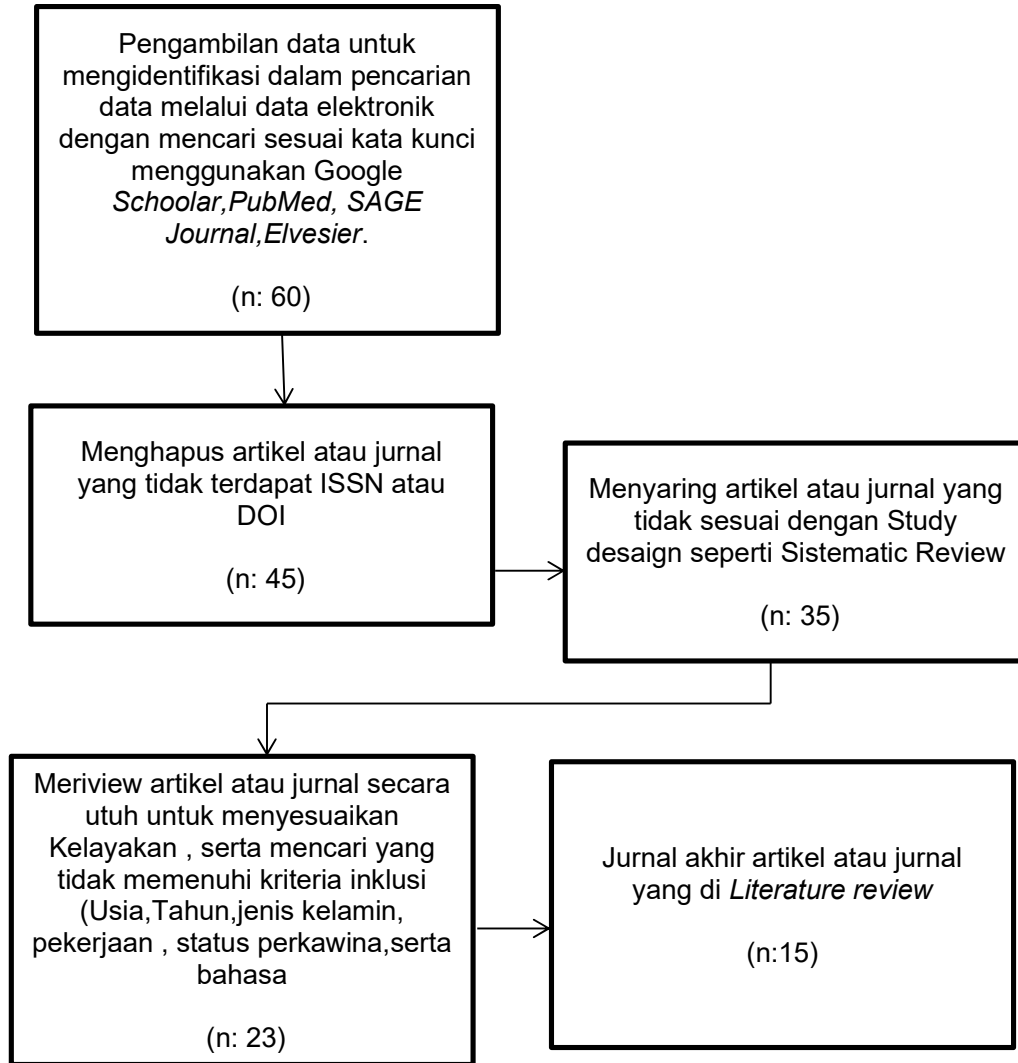 Pengambilan data untuk
mengidentifikasi dalam pencarian
data melalui data elektronik
dengan mencari sesuai kata kunci
menggunakan Google
Schoolar,PubMed, SAGE
Journal,Elvesier.
(n: 60)
Menghapus artikel atau jurnal
yang tidak terdapat ISSN atau
DOI
(n: 45)
Menyaring artikel atau jurnal yang
tidak sesuai dengan Study
desaign seperti Sistematic Review
(n: 35)
Meriview artikel atau jurnal secara
utuh untuk menyesuaikan
Kelayakan , serta mencari yang
tidak memenuhi kriteria inklusi
(Usia,Tahun,jenis kelamin,
pekerjaan , status perkawina,serta
bahasa
(n: 23)
Jurnal akhir artikel atau jurnal
yang di Literature review
(n:15)